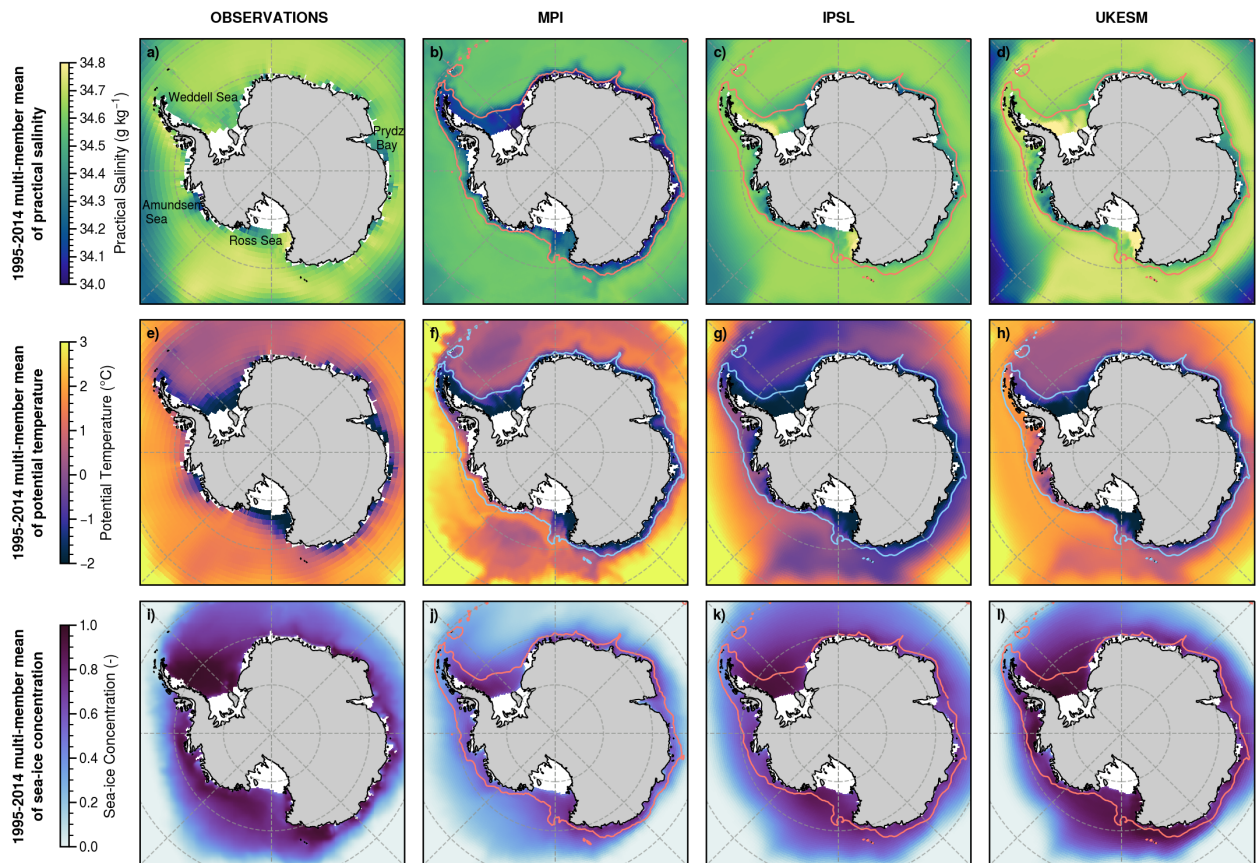 OBSERVATIONS
MPI
IPSL
UKESM
1995-2014 multi-member mean
of practical salinity
34.8
34.7
34.6
34.5
34.4
34.3
34.2
34.1
34.0
Practical Salinity (g kg⁻¹)
a)
Weddell Sea
Prydz
Bay
Amundsen
Sea
Ross Sea
b)
c)
d)
1995-2014 multi-member mean
of potential temperature
3
2
1
0
−1
−2
Potential Temperature (°C)
e)
f)
g)
h)
1995-2014 multi-member mean
of sea-ice concentration
1.0
0.8
0.6
0.4
0.2
0.0
Sea-ice Concentration (-)
i)
j)
k)
l)